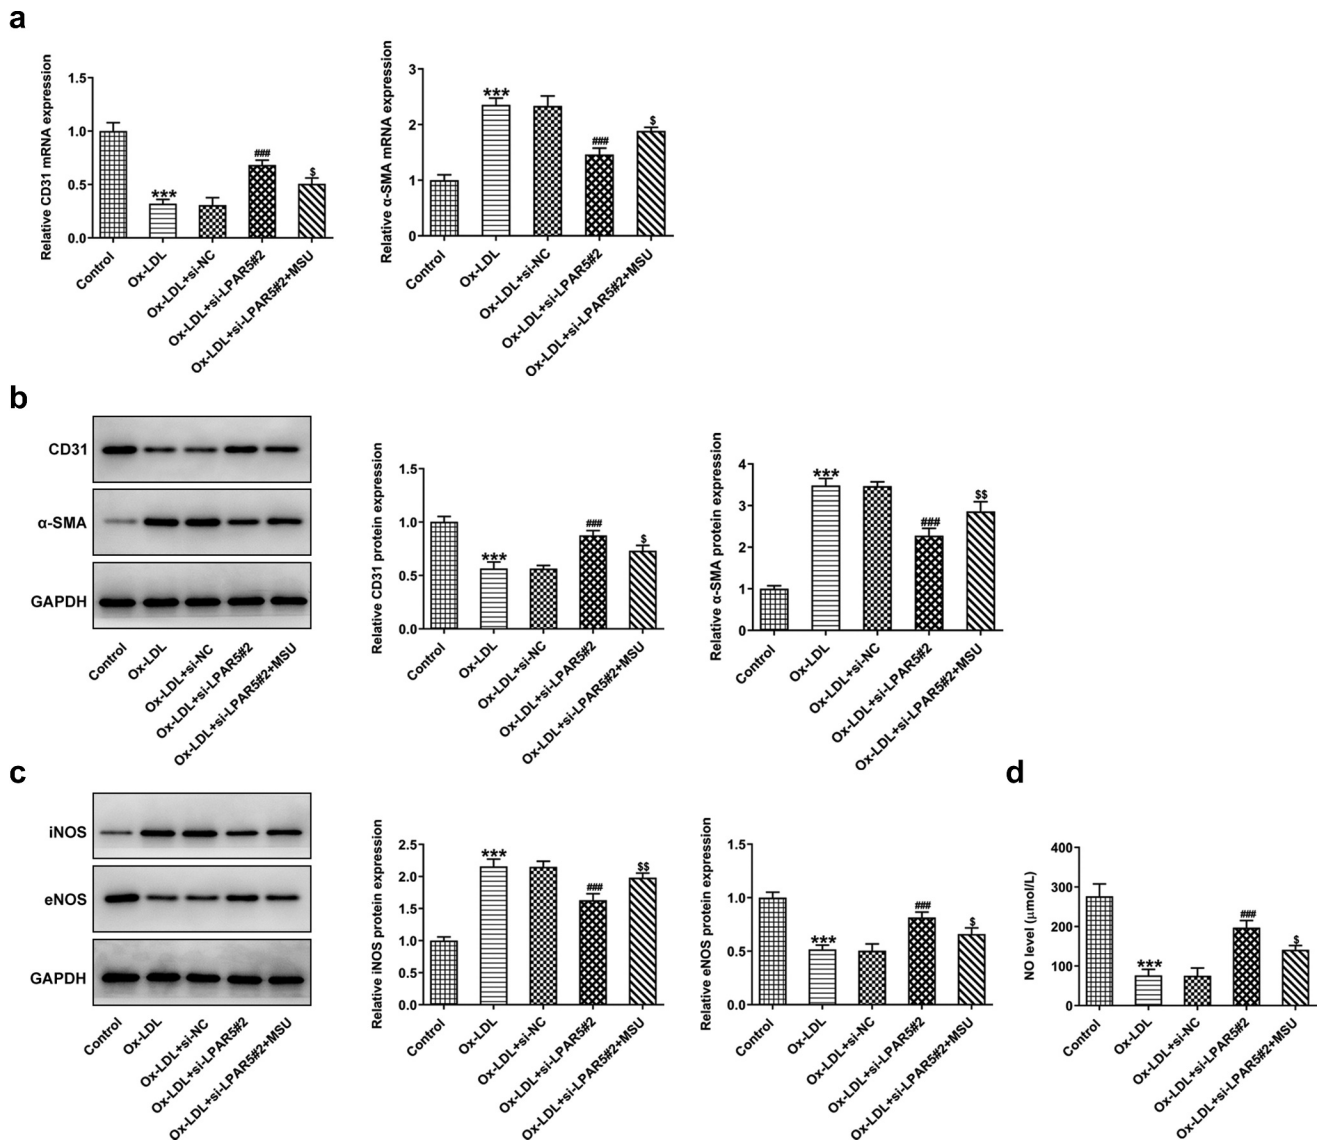 a
Relative CD31 mRNA expression
1.5
1.0
0.5
0.0
***
###
$
Control
Ox-LDL
Ox-LDL+si-NC
Ox-LDL+si-LPAR5#2
Ox-LDL+si-LPAR5#2+MSU
Relative α-SMA mRNA expression
3
2
1
0
***
###
$
Control
Ox-LDL
Ox-LDL+si-NC
Ox-LDL+si-LPAR5#2
Ox-LDL+si-LPAR5#2+MSU
b
CD31
α-SMA
GAPDH
Control
Ox-LDL
Ox-LDL+si-NC
Ox-LDL+si-LPAR5#2
Ox-LDL+si-LPAR5#2+MSU
Relative CD31 protein expression
1.5
1.0
0.5
0.0
***
###
$
Control
Ox-LDL
Ox-LDL+si-NC
Ox-LDL+si-LPAR5#2
Ox-LDL+si-LPAR5#2+MSU
Relative α-SMA protein expression
4
3
2
1
0
***
###
$$
Control
Ox-LDL
Ox-LDL+si-NC
Ox-LDL+si-LPAR5#2
Ox-LDL+si-LPAR5#2+MSU
c
iNOS
eNOS
GAPDH
Control
Ox-LDL
Ox-LDL+si-NC
Ox-LDL+si-LPAR5#2
Ox-LDL+si-LPAR5#2+MSU
Relative iNOS protein expression
2.5
2.0
1.5
1.0
0.5
0.0
***
###
$$
Control
Ox-LDL
Ox-LDL+si-NC
Ox-LDL+si-LPAR5#2
Ox-LDL+si-LPAR5#2+MSU
Relative eNOS protein expression
1.5
1.0
0.5
0.0
***
###
$
Control
Ox-LDL
Ox-LDL+si-NC
Ox-LDL+si-LPAR5#2
Ox-LDL+si-LPAR5#2+MSU
d
NO level (μmol/L)
400
300
200
100
0
***
###
$
Control
Ox-LDL
Ox-LDL+si-NC
Ox-LDL+si-LPAR5#2
Ox-LDL+si-LPAR5#2+MSU